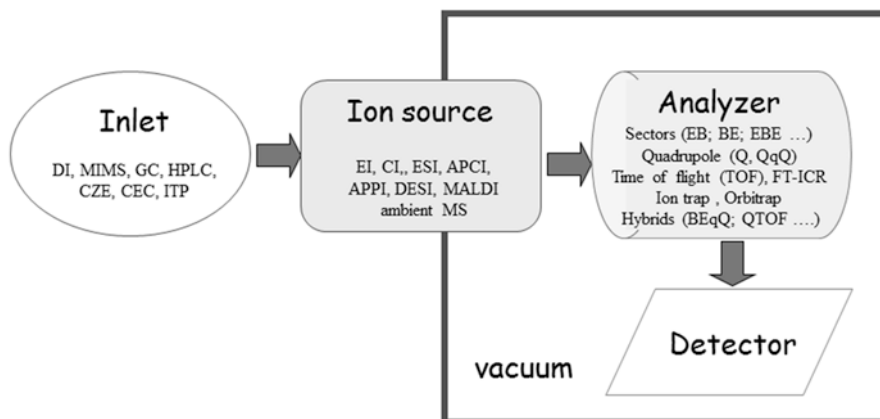 Inlet
DI, MIMS, GC, HPLC,
CZE, CEC, ITP
Ion source
EI, CI,, ESI, APCI,
APPI, DESI, MALDI
ambient MS
Analyzer
Sectors (EB; BE; EBE ...)
Quadrupole (Q, QqQ)
Time of flight (TOF), FT-ICR
Ion trap , Orbitrap
Hybrids (BEqQ; QTOF ....)
Detector
vacuum